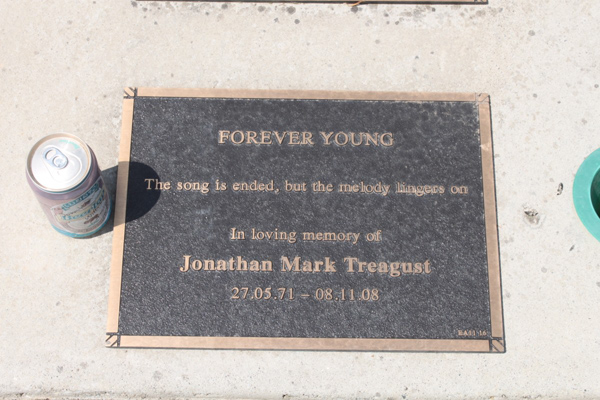 FOREVER YOUNG
The song is ended, but the melody lingers on
In loving memory of
Jonathan Mark Treagust
27.05.71 – 08.11.08